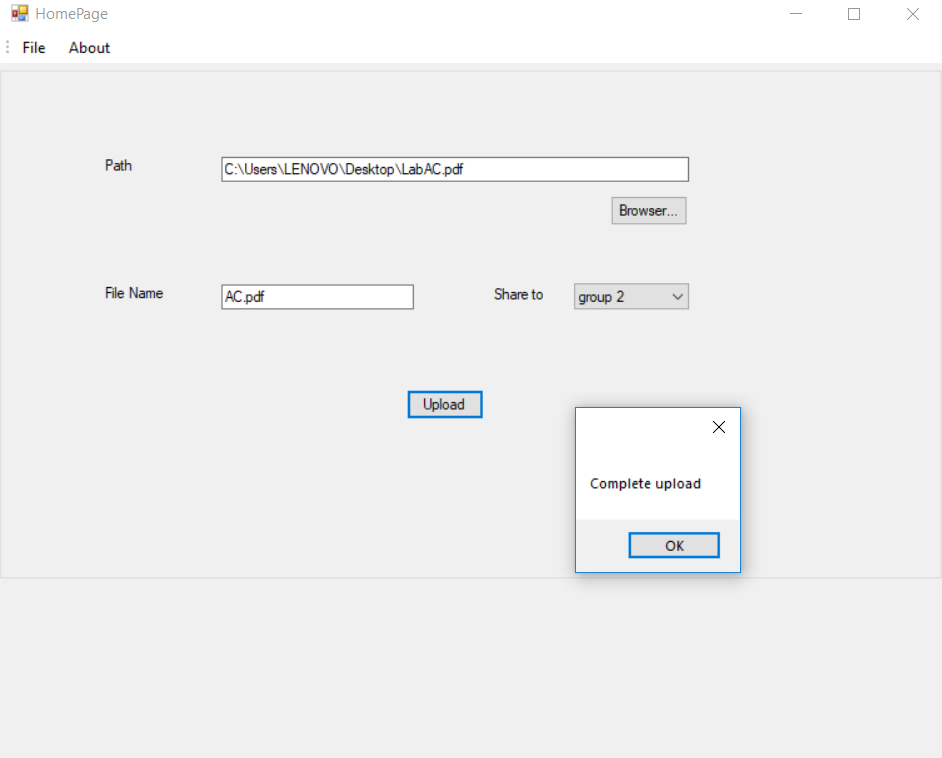 HomePage
File About
Path C:\Users\LENOVO\Desktop\LabAC.pdf
Browser...
File Name AC.pdf Share to group 2
Upload
Complete upload
OK